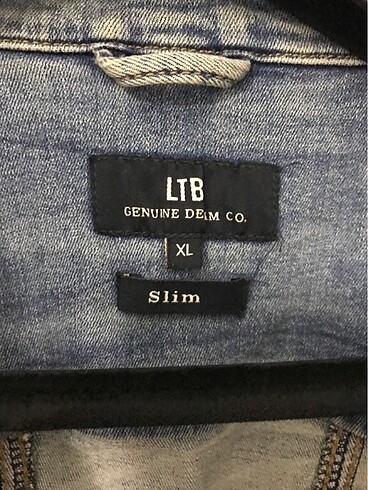 LTB
GENUINE DENIM CO.
XL
Slim